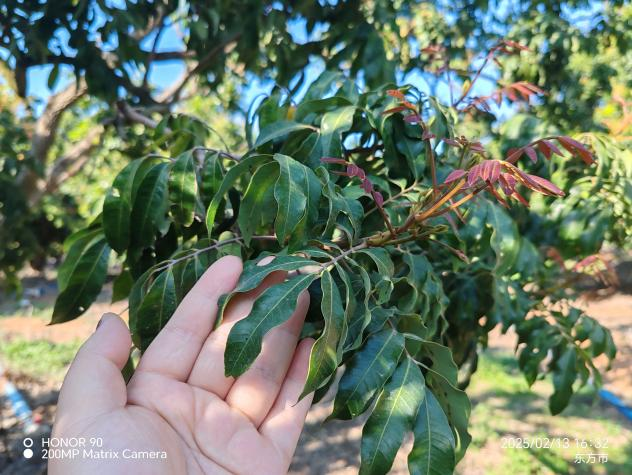 HONOR 90
200MP Matrix Camera
2025/02/13 16:32
东方市